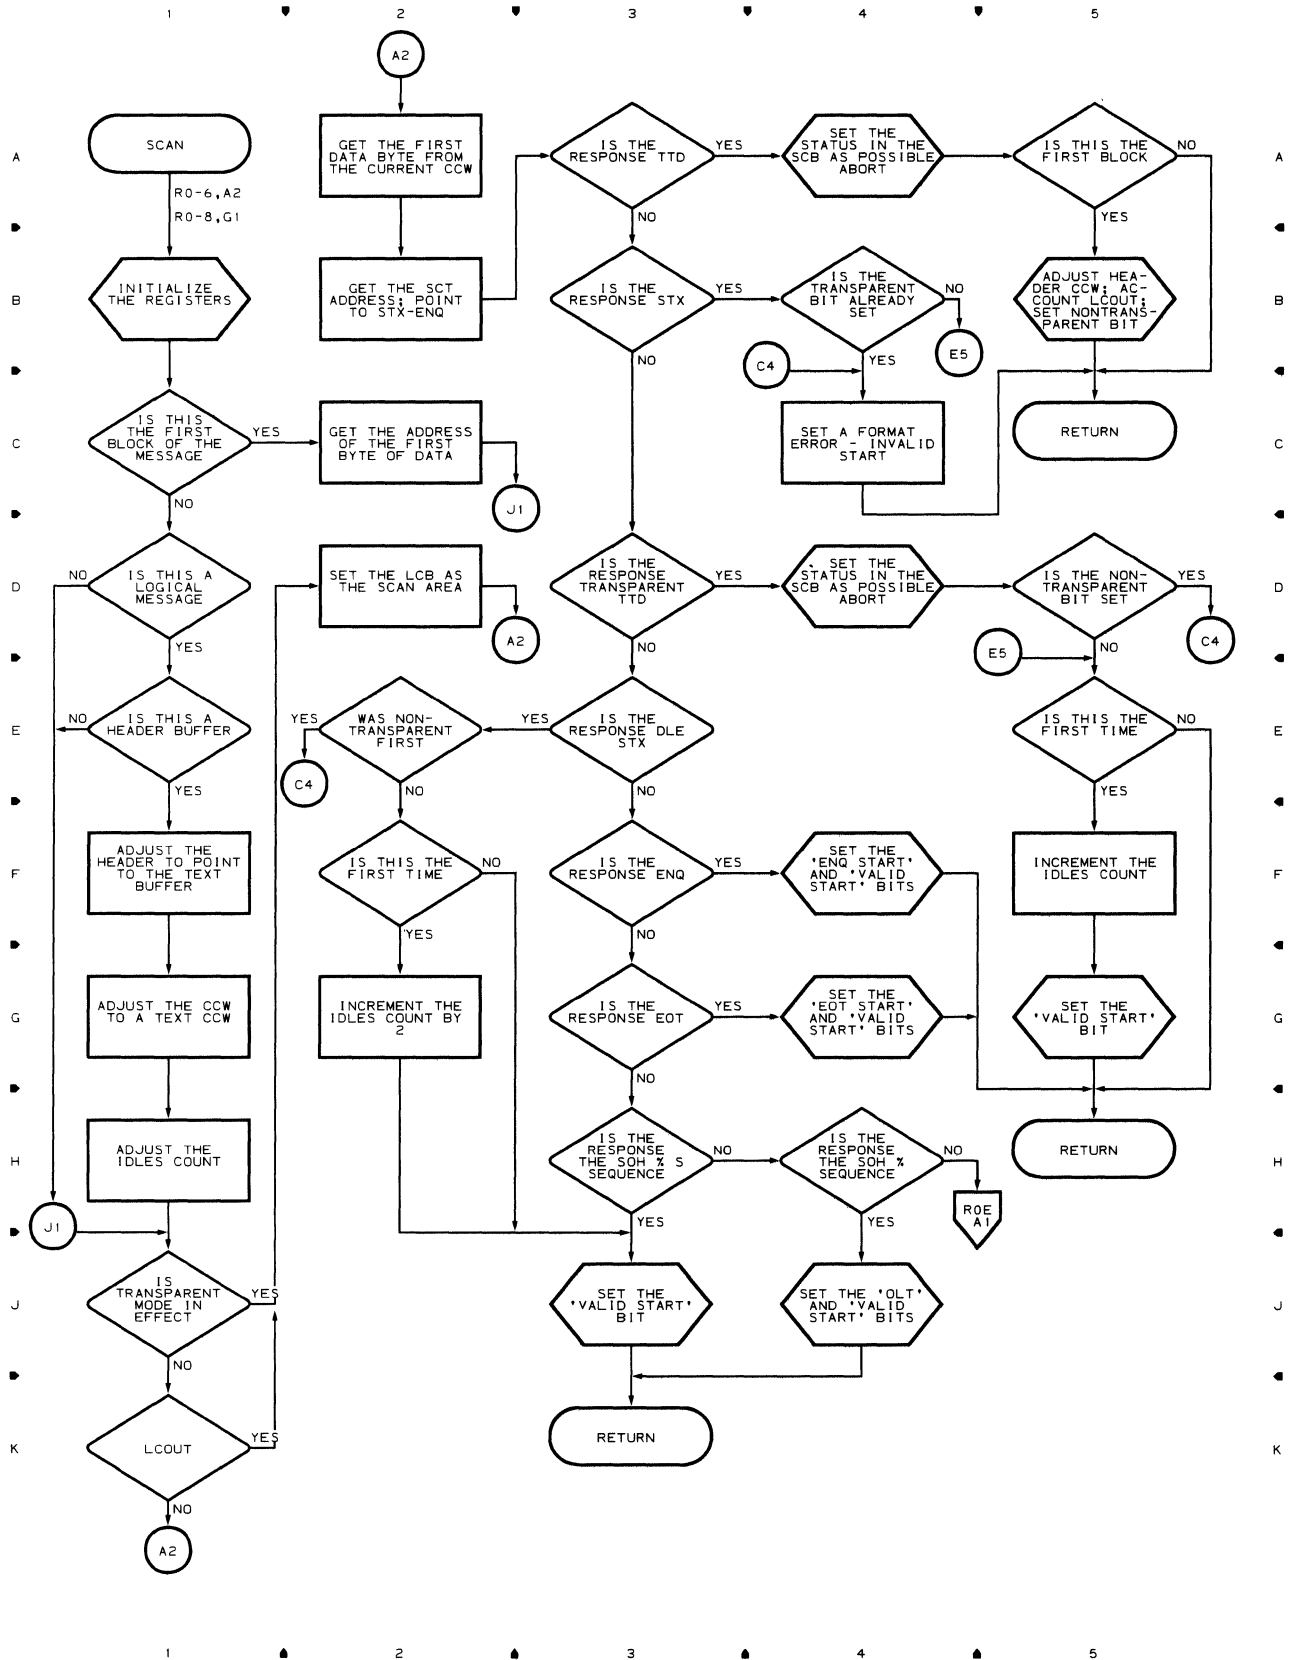 1 2 3 4 5
A2
SCAN
R0-6,A2
R0-8,G1
GET THE FIRST
DATA BYTE FROM
THE CURRENT CCW
IS THE
RESPONSE TTD
YES
NO
SET THE
STATUS IN THE
SCB AS POSSIBLE
ABORT
IS THIS THE
FIRST BLOCK
NO
YES
A
A
INITIALIZE
THE REGISTERS
GET THE SCT
ADDRESS; POINT
TO STX-ENQ
IS THE
RESPONSE STX
YES
NO
IS THE
TRANSPARENT
BIT ALREADY
SET
NO
YES
E5
C4
ADJUST HEA-
DER CCW; AC-
COUNT LCOUT;
SET NONTRANS-
PARENT BIT
B
B
IS THIS
THE FIRST
BLOCK OF THE
MESSAGE
YES
NO
GET THE ADDRESS
OF THE FIRST
BYTE OF DATA
J1
SET A FORMAT
ERROR - INVALID
START
RETURN
C
C
IS THIS A
LOGICAL
MESSAGE
NO
YES
SET THE LCB AS
THE SCAN AREA
A2
IS THE
RESPONSE
TRANSPARENT
TTD
YES
NO
SET THE
STATUS IN THE
SCB AS POSSIBLE
ABORT
IS THE NON-
TRANSPARENT
BIT SET
YES
NO
C4
E5
D
D
IS THIS A
HEADER BUFFER
NO
YES
WAS NON-
TRANSPARENT
FIRST
YES
NO
C4
IS THE
RESPONSE DLE
STX
YES
NO
IS THIS THE
FIRST TIME
NO
YES
E
E
ADJUST THE
HEADER TO POINT
TO THE TEXT
BUFFER
IS THIS THE
FIRST TIME
NO
YES
IS THE
RESPONSE ENQ
YES
NO
SET THE
'ENQ START'
AND 'VALID
START' BITS
INCREMENT THE
IDLES COUNT
F
F
ADJUST THE CCW
TO A TEXT CCW
INCREMENT THE
IDLES COUNT BY
2
IS THE
RESPONSE EOT
YES
NO
SET THE
'EOT START'
AND 'VALID
START' BITS
SET THE
'VALID START'
BIT
G
G
ADJUST THE
IDLES COUNT
IS THE
RESPONSE
THE SOH % S
SEQUENCE
NO
YES
IS THE
RESPONSE
THE SOH %
SEQUENCE
NO
YES
R0E
A1
RETURN
H
H
J1
IS
TRANSPARENT
MODE IN
EFFECT
YES
NO
SET THE
'VALID START'
BIT
SET THE 'OLT'
AND 'VALID
START' BITS
J
J
LCOUT
YES
NO
A2
RETURN
K
K
1 2 3 4 5